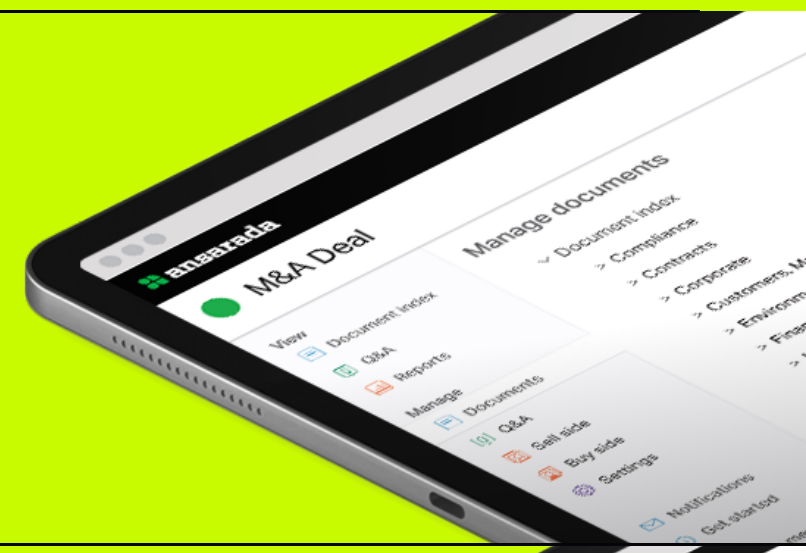 ansarada
M&A Deal
View
Document index
Q&A
Reports
Manage
Documents
Q&A
Sell side
Buy side
Settings
Notifications
Get started
Manage documents
Document index
Compliance
Contracts
Corporate
Customers,